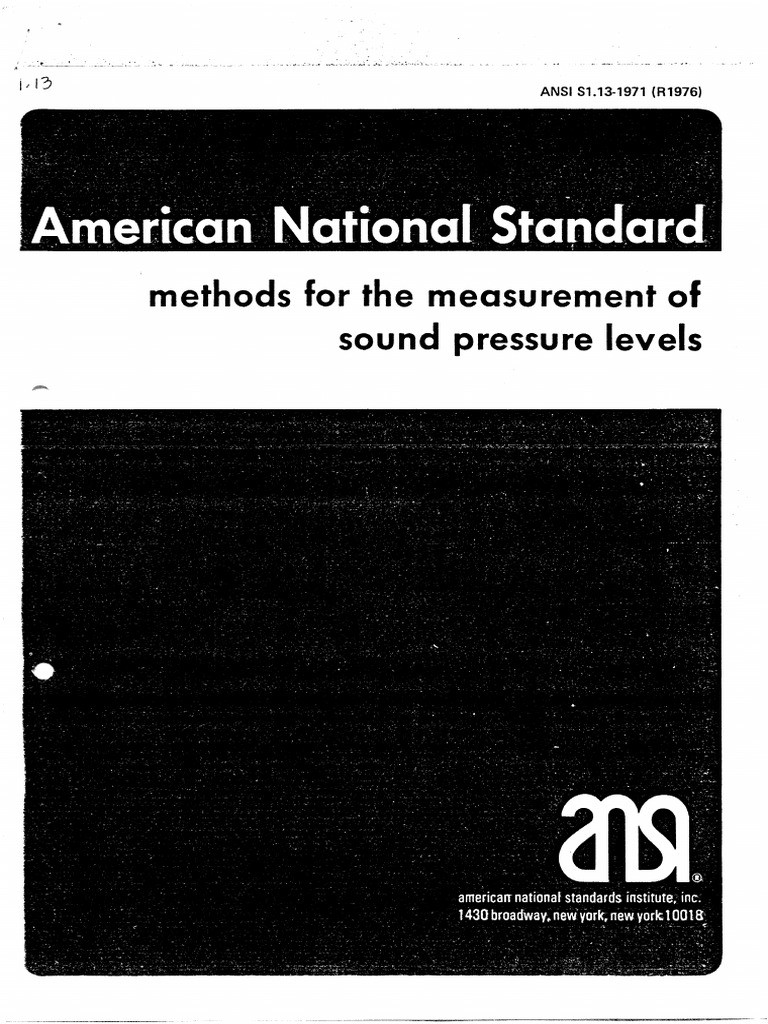 1.13
ANSI S1.13-1971 (R1976)
American National Standard
methods for the measurement of
sound pressure levels
ansi®
american national standards institute, inc.
1430 broadway, new york, new york 10018